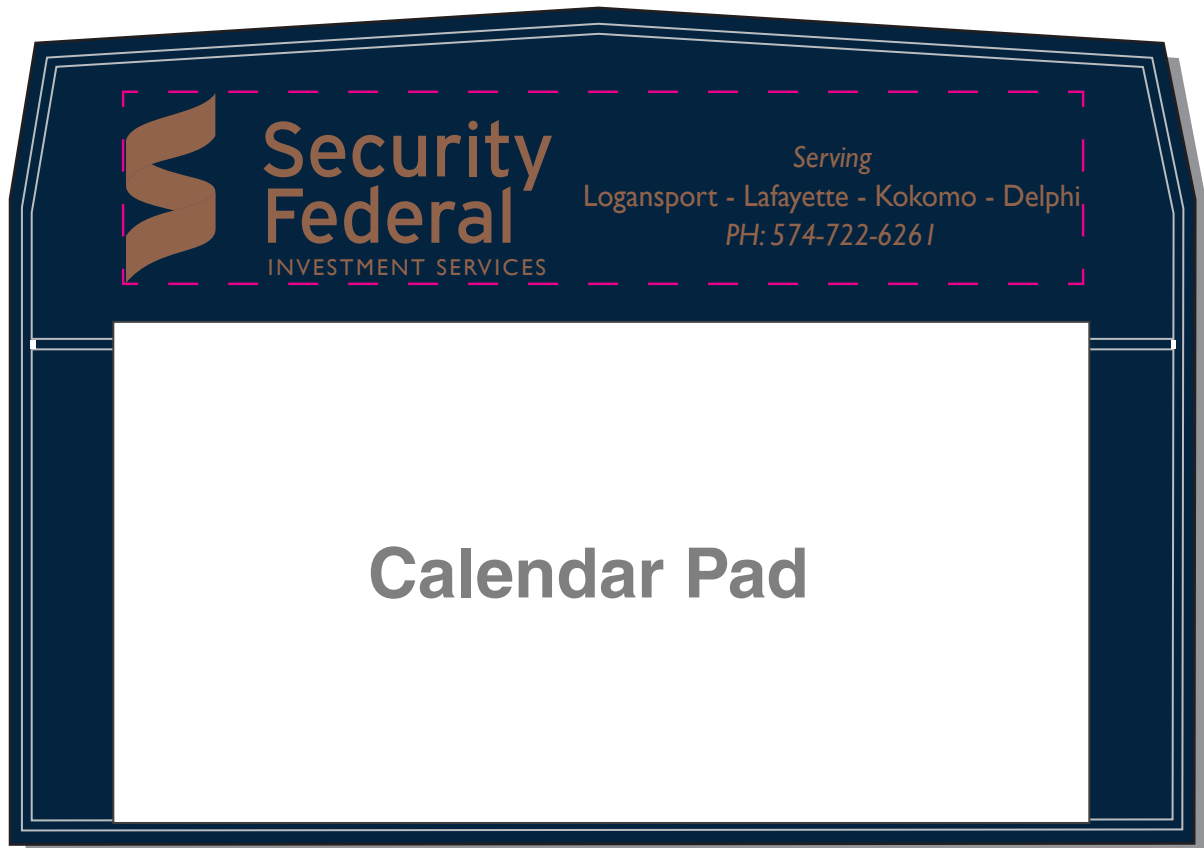 Security
Federal
INVESTMENT SERVICES
Serving
Logansport - Lafayette - Kokomo - Delphi
PH: 574-722-6261
Calendar Pad